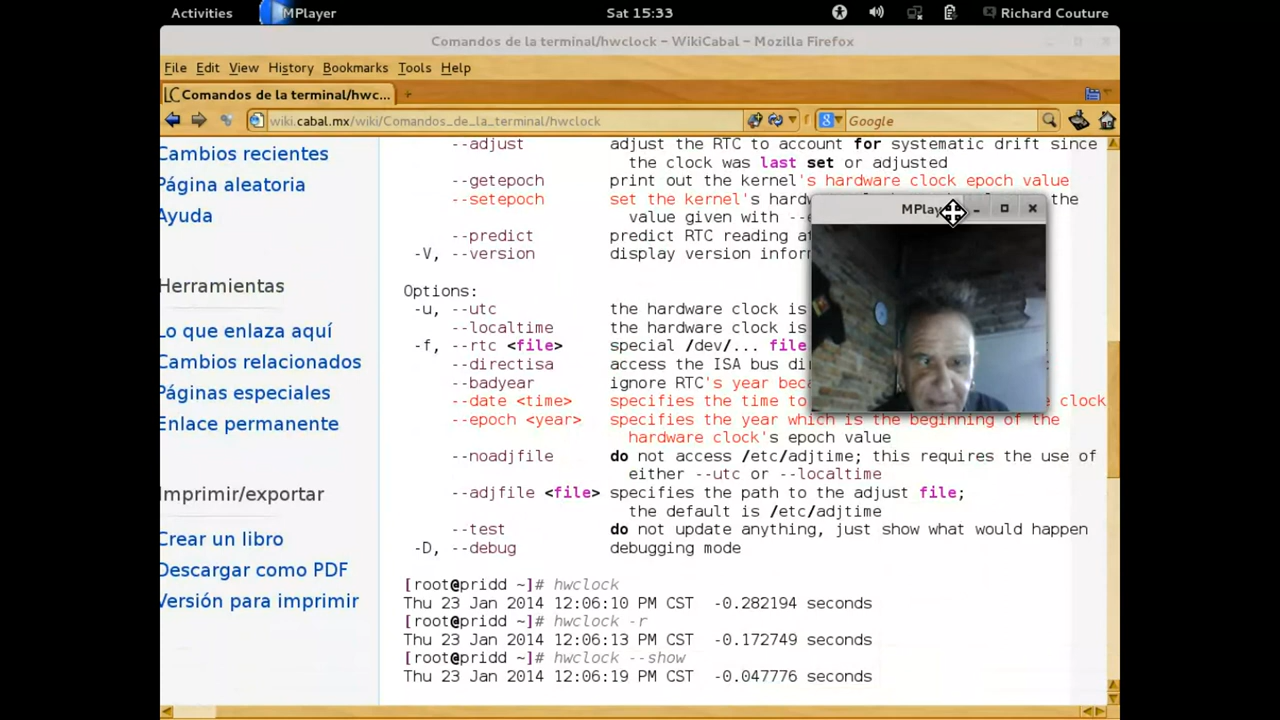 Activities
MPlayer
Sat 15:33
Richard Couture
Comandos de la terminal/hwclock - WikiCabal - Mozilla Firefox
File Edit View History Bookmarks Tools Help
Comandos de la terminal/hwc...
wiki.cabal.mx/wiki/Comandos_de_la_terminal/hwclock
Google
Cambios recientes
Página aleatoria
Ayuda
Herramientas
Lo que enlaza aquí
Cambios relacionados
Páginas especiales
Enlace permanente
Imprimir/exportar
Crear un libro
Descargar como PDF
Versión para imprimir
--adjust adjust the RTC to account for systematic drift since
the clock was last set or adjusted
--getepoch print out the kernel's hardware clock epoch value
--setepoch set the kernel's the
value given with
--predict predict RTC reading
-V, --version display version
Options:
-u, --utc the hardware clock is
--localtime the hardware clock is
-f, --rtc <file> special /dev/... file
--directisa access the ISA bus
--badyear ignore RTC's year
--date <time> specifies the time to clock
--epoch <year> specifies the year which is the beginning of the
hardware clock's epoch value
--noadjfile do not access /etc/adjtime; this requires the use of
either --utc or --localtime
--adjfile <file> specifies the path to the adjust file;
the default is /etc/adjtime
--test do not update anything, just show what would happen
-D, --debug debugging mode
[root@pridd ~]# hwclock
Thu 23 Jan 2014 12:06:10 PM CST -0.282194 seconds
[root@pridd ~]# hwclock -r
Thu 23 Jan 2014 12:06:13 PM CST -0.172749 seconds
[root@pridd ~]# hwclock --show
Thu 23 Jan 2014 12:06:19 PM CST -0.047776 seconds